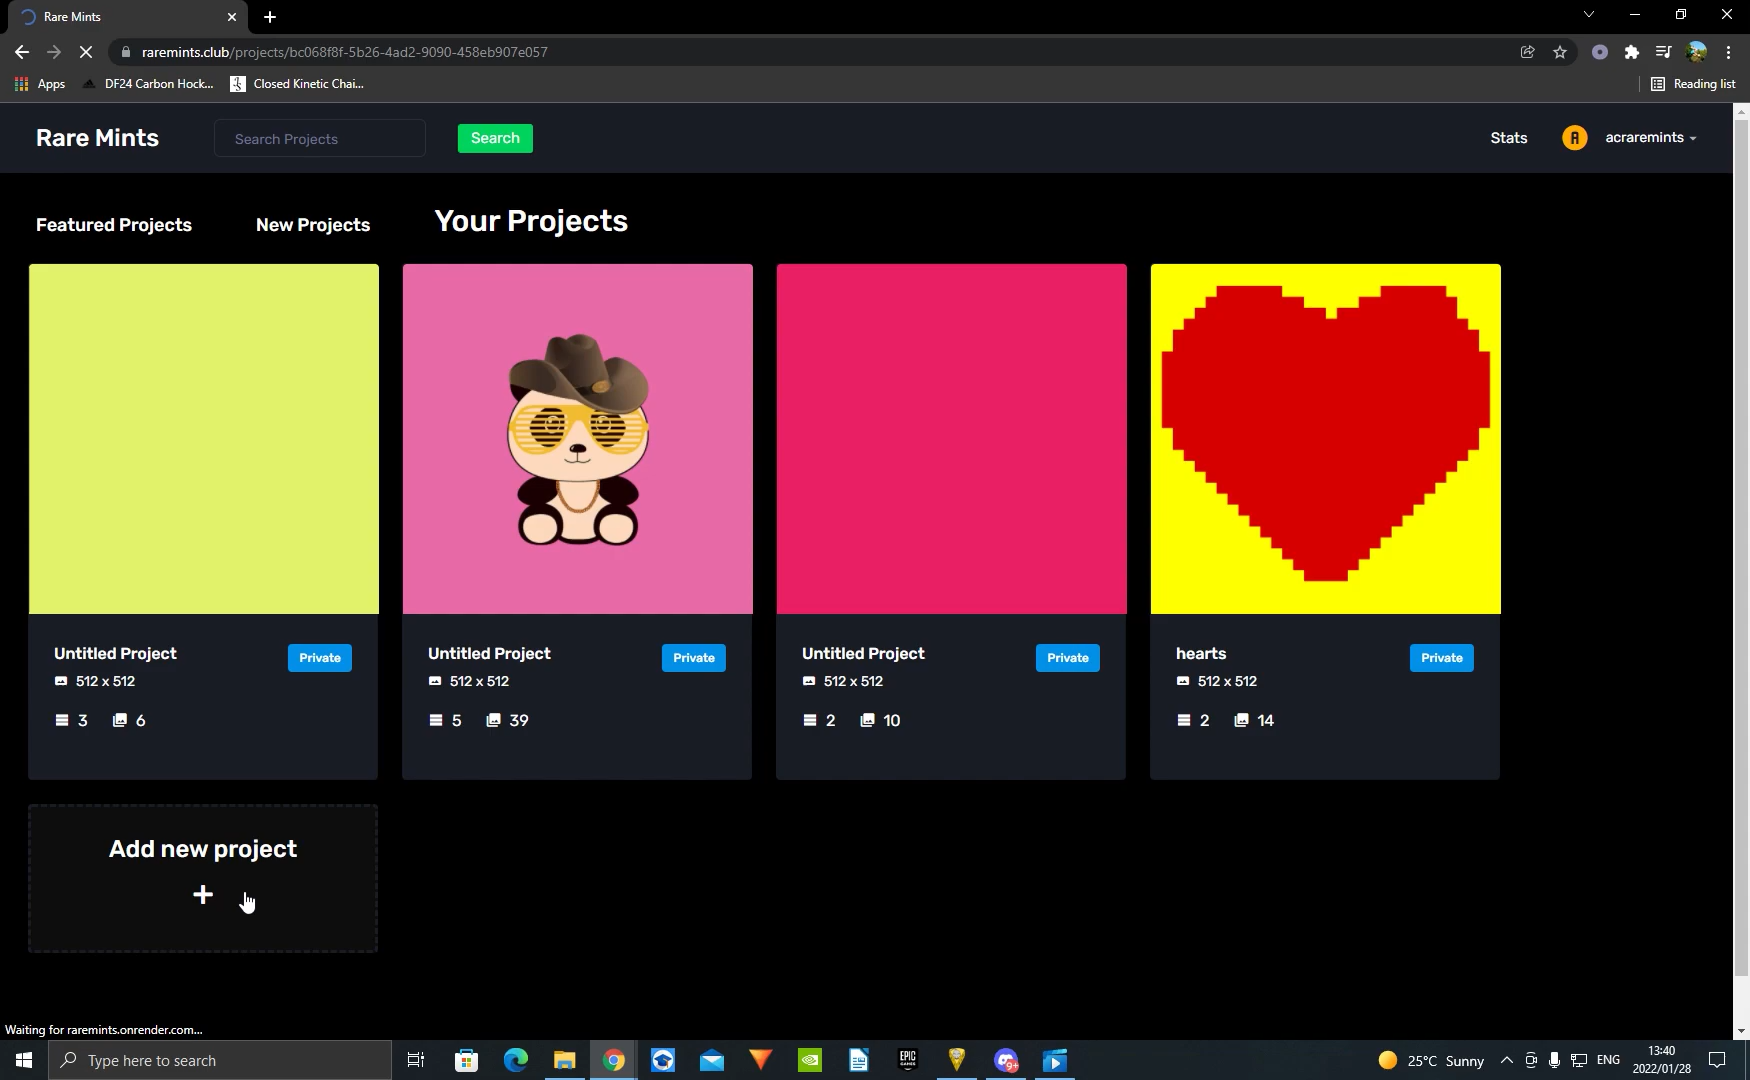 Rare Mints
raremints.club/projects/bc068f8f-5b26-4ad2-9090-458eb907e057
Apps DF24 Carbon Hock... Closed Kinetic Chai... Reading list
Rare Mints Search Projects Search Stats A acraremints
Featured Projects New Projects Your Projects
Untitled Project Private
512 x 512
3 6
Untitled Project Private
512 x 512
5 39
Untitled Project Private
512 x 512
2 10
hearts Private
512 x 512
2 14
Add new project
+
Waiting for raremints.onrender.com...
Type here to search
EPIC GAMES
9+
25°C Sunny
ENG
13:40
2022/01/28